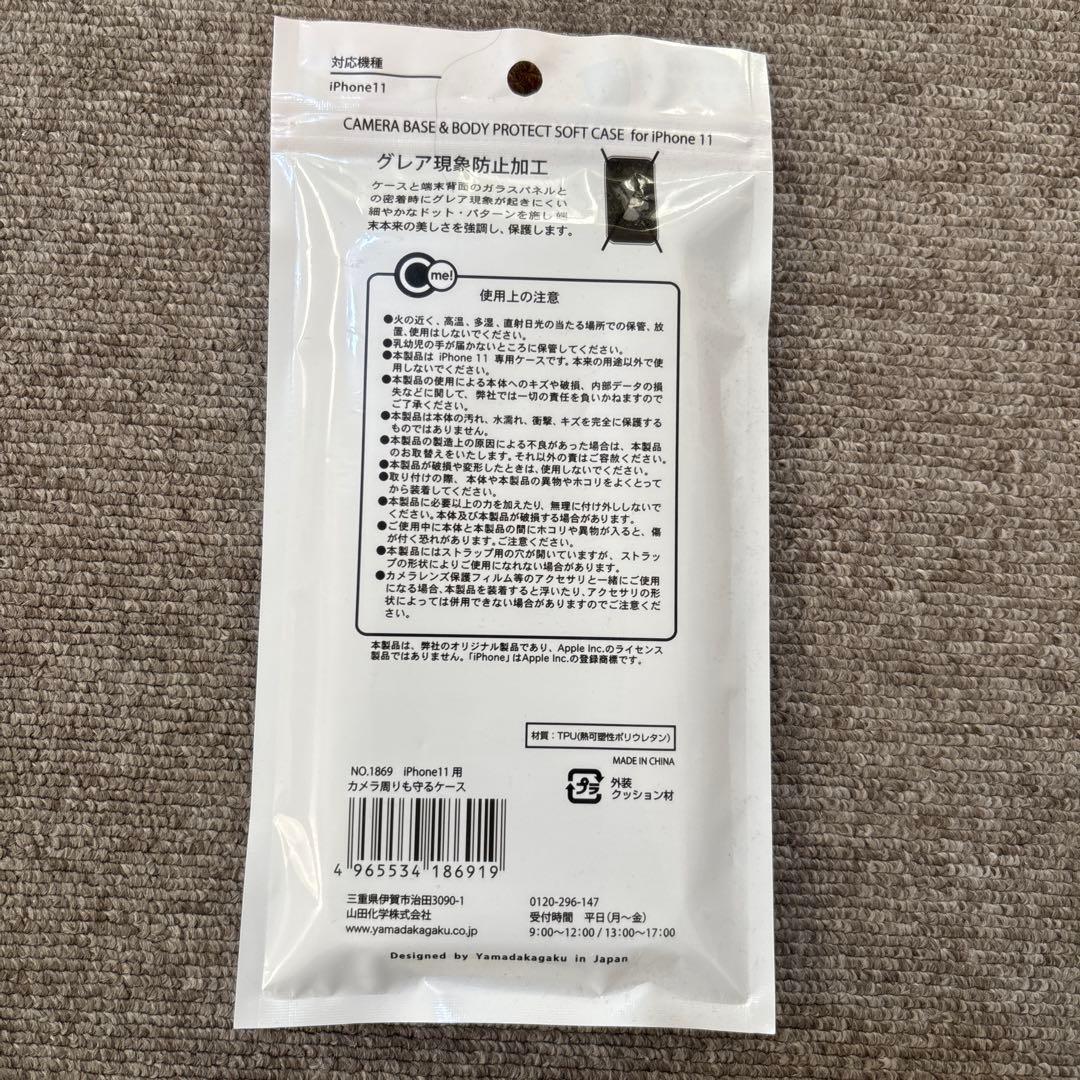 対応機種
iPhone11
CAMERA BASE & BODY PROTECT SOFT CASE for iPhone 11
グレア現象防止加工
ケースと端末背面のガラスパネルと
の密着時にグレア現象が起きにくい
細やかなドット・パターンを施し、端
末本来の美しさを強調し、保護します。
me!
使用上の注意
●火の近く、高温、多湿、直射日光の当たる場所での保管、放
置、使用はしないでください。
●乳幼児の手が届かないところに保管してください。
●本製品は iPhone 11 専用ケースです。本来の用途以外で使
用しないでください。
●本製品の使用による本体へのキズや破損、内部データの損
失などに関して、弊社では一切の責任を負いかねますので
ご了承ください。
●本製品は本体の汚れ、水濡れ、衝撃、キズを完全に保護する
ものではありません。
●本製品の製造上の原因による不良があった場合は、本製品
のお取替えをいたします。それ以外の責はご容赦ください。
●本製品が破損や変形したときは、使用しないでください。
●取り付けの際、本体や本製品の異物やホコリをよくとって
から装着してください。
●本製品に必要以上の力を加えたり、無理に付け外ししないで
ください。本体及び本製品が破損する場合があります。
●ご使用中に本体と本製品の間にホコリや異物が入ると、傷
が付く恐れがあります。ご注意ください。
●本製品にはストラップ用の穴が開いていますが、ストラッ
プの形状によりご使用になれない場合があります。
●カメラレンズ保護フィルム等のアクセサリと一緒にご使用
になる場合、本製品を装着すると浮いたり、アクセサリの形
状によっては併用できない場合がありますのでご注意くだ
さい。
本製品は、弊社のオリジナル製品であり、Apple Inc.のライセンス
製品ではありません。「iPhone」はApple Inc.の登録商標です。
材質：TPU(熱可塑性ポリウレタン)
MADE IN CHINA
NO.1869 iPhone11用
カメラ周りも守るケース
プラ
外装
クッション材
4 965534 186919
三重県伊賀市治田3090-1
山田化学株式会社
www.yamadakagaku.co.jp
0120-296-147
受付時間 平日(月〜金)
9:00〜12:00 / 13:00〜17:00
Designed by Yamadakagaku in Japan